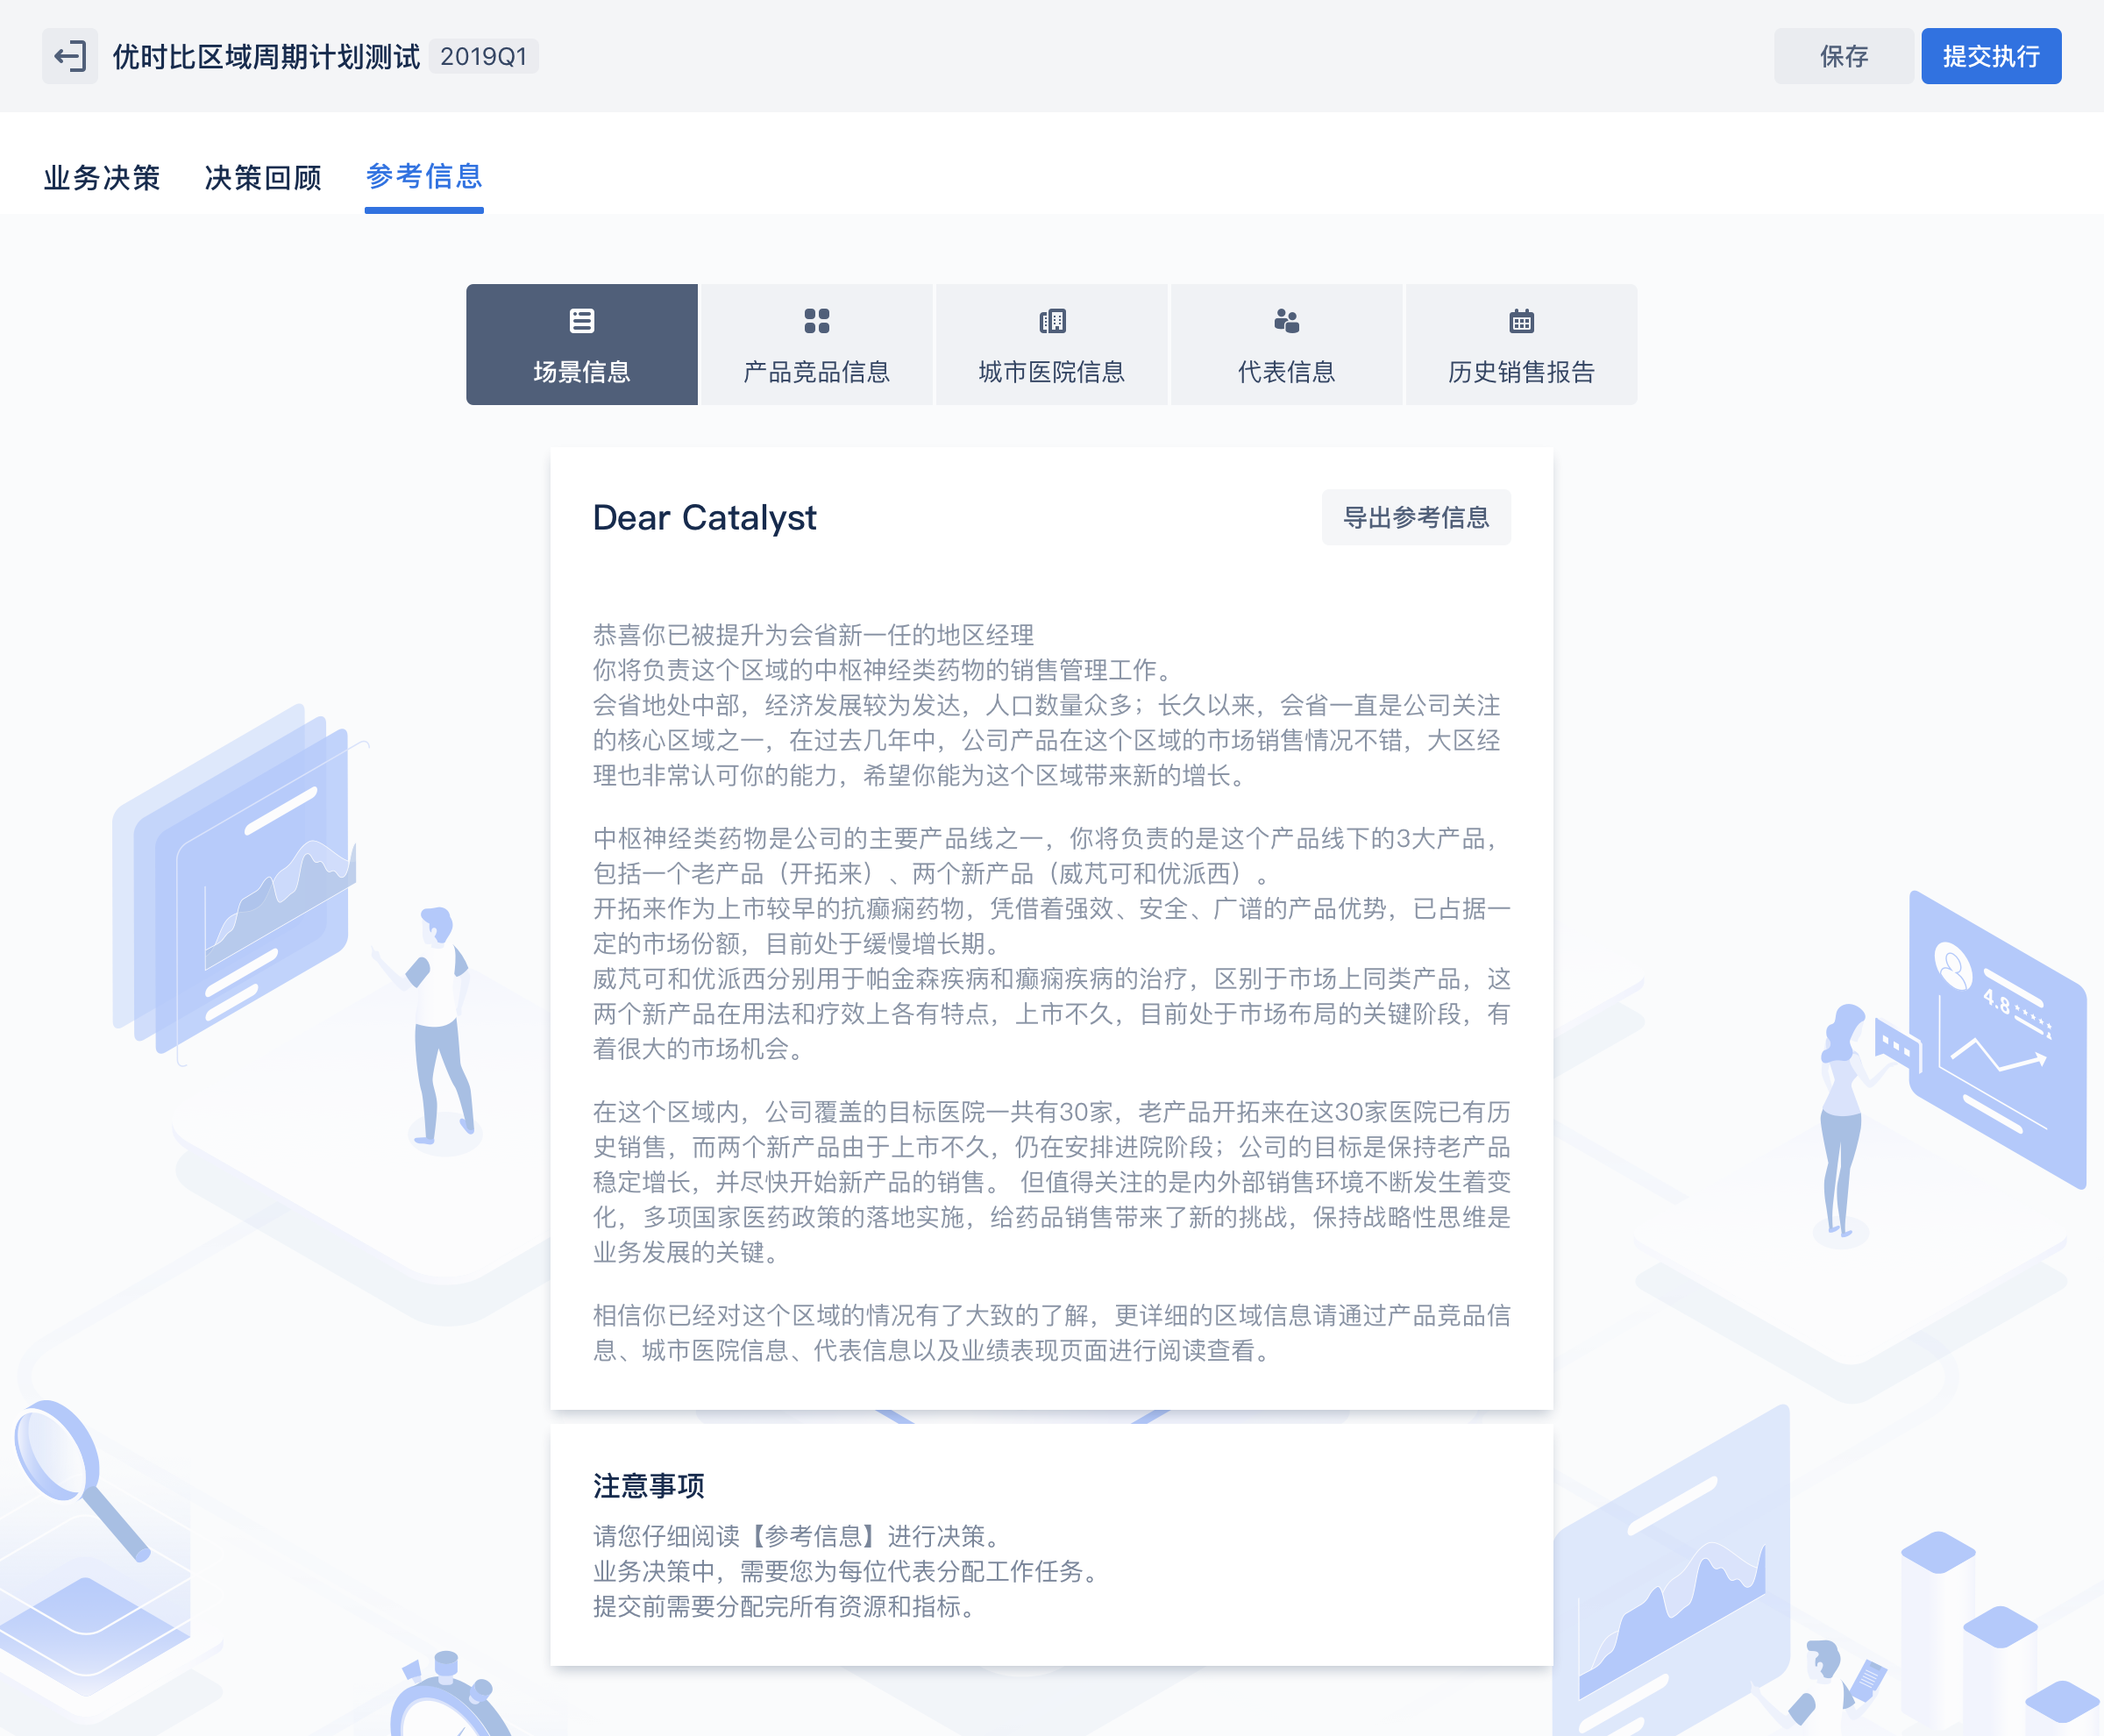 优时比区域周期计划测试 2019Q1
保存 提交执行
业务决策 决策回顾 参考信息
场景信息 产品竞品信息 城市医院信息 代表信息 历史销售报告
Dear Catalyst 导出参考信息
恭喜你已被提升为会省新一任的地区经理
你将负责这个区域的中枢神经类药物的销售管理工作。
会省地处中部，经济发展较为发达，人口数量众多；长久以来，会省一直是公司关注
的核心区域之一，在过去几年中，公司产品在这个区域的市场销售情况不错，大区经
理也非常认可你的能力，希望你能为这个区域带来新的增长。
中枢神经类药物是公司的主要产品线之一，你将负责的是这个产品线下的3大产品，
包括一个老产品（开拓来）、两个新产品（威芃可和优派西）。
开拓来作为上市较早的抗癫痫药物，凭借着强效、安全、广谱的产品优势，已占据一
定的市场份额，目前处于缓慢增长期。
威芃可和优派西分别用于帕金森疾病和癫痫疾病的治疗，区别于市场上同类产品，这
两个新产品在用法和疗效上各有特点，上市不久，目前处于市场布局的关键阶段，有
着很大的市场机会。
在这个区域内，公司覆盖的目标医院一共有30家，老产品开拓来在这30家医院已有历
史销售，而两个新产品由于上市不久，仍在安排进院阶段；公司的目标是保持老产品
稳定增长，并尽快开始新产品的销售。 但值得关注的是内外部销售环境不断发生着变
化，多项国家医药政策的落地实施，给药品销售带来了新的挑战，保持战略性思维是
业务发展的关键。
相信你已经对这个区域的情况有了大致的了解，更详细的区域信息请通过产品竞品信
息、城市医院信息、代表信息以及业绩表现页面进行阅读查看。
4.8
注意事项
请您仔细阅读【参考信息】进行决策。
业务决策中，需要您为每位代表分配工作任务。
提交前需要分配完所有资源和指标。